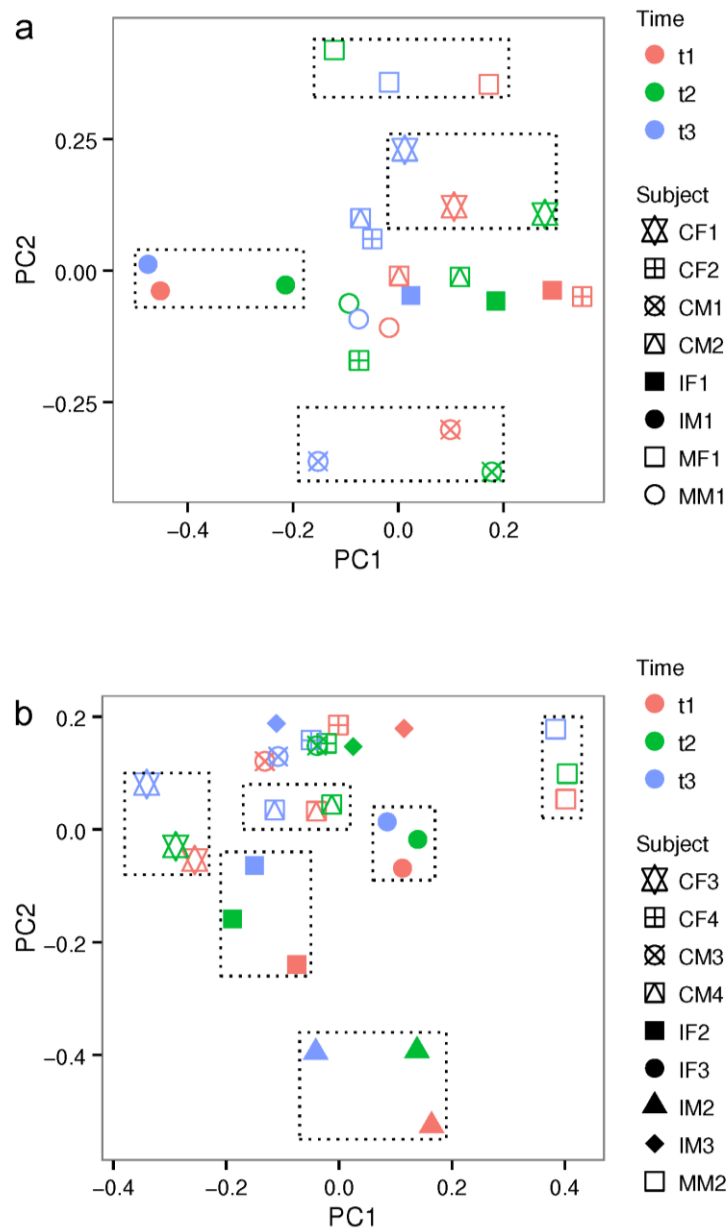 a
Time
t1
t2
t3
Subject
CF1
CF2
CM1
CM2
IF1
IM1
MF1
MM1
0.25
0.00
−0.25
PC2
−0.4
−0.2
0.0
0.2
PC1
b
Time
t1
t2
t3
Subject
CF3
CF4
CM3
CM4
IF2
IF3
IM2
IM3
MM2
0.2
0.0
−0.2
−0.4
PC2
−0.4
−0.2
0.0
0.2
0.4
PC1